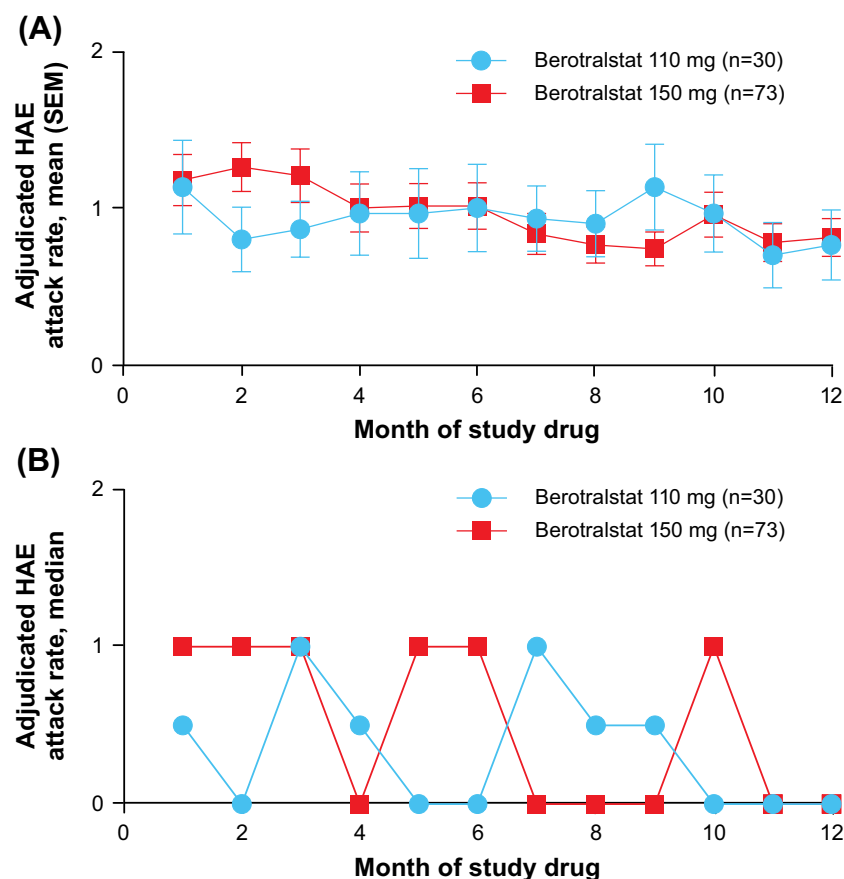 (A)
Adjudicated HAE
attack rate, mean (SEM)
2
1
0
Berotralstat 110 mg (n=30)
Berotralstat 150 mg (n=73)
0 2 4 6 8 10 12
Month of study drug
(B)
Adjudicated HAE
attack rate, median
2
1
0
Berotralstat 110 mg (n=30)
Berotralstat 150 mg (n=73)
0 2 4 6 8 10 12
Month of study drug